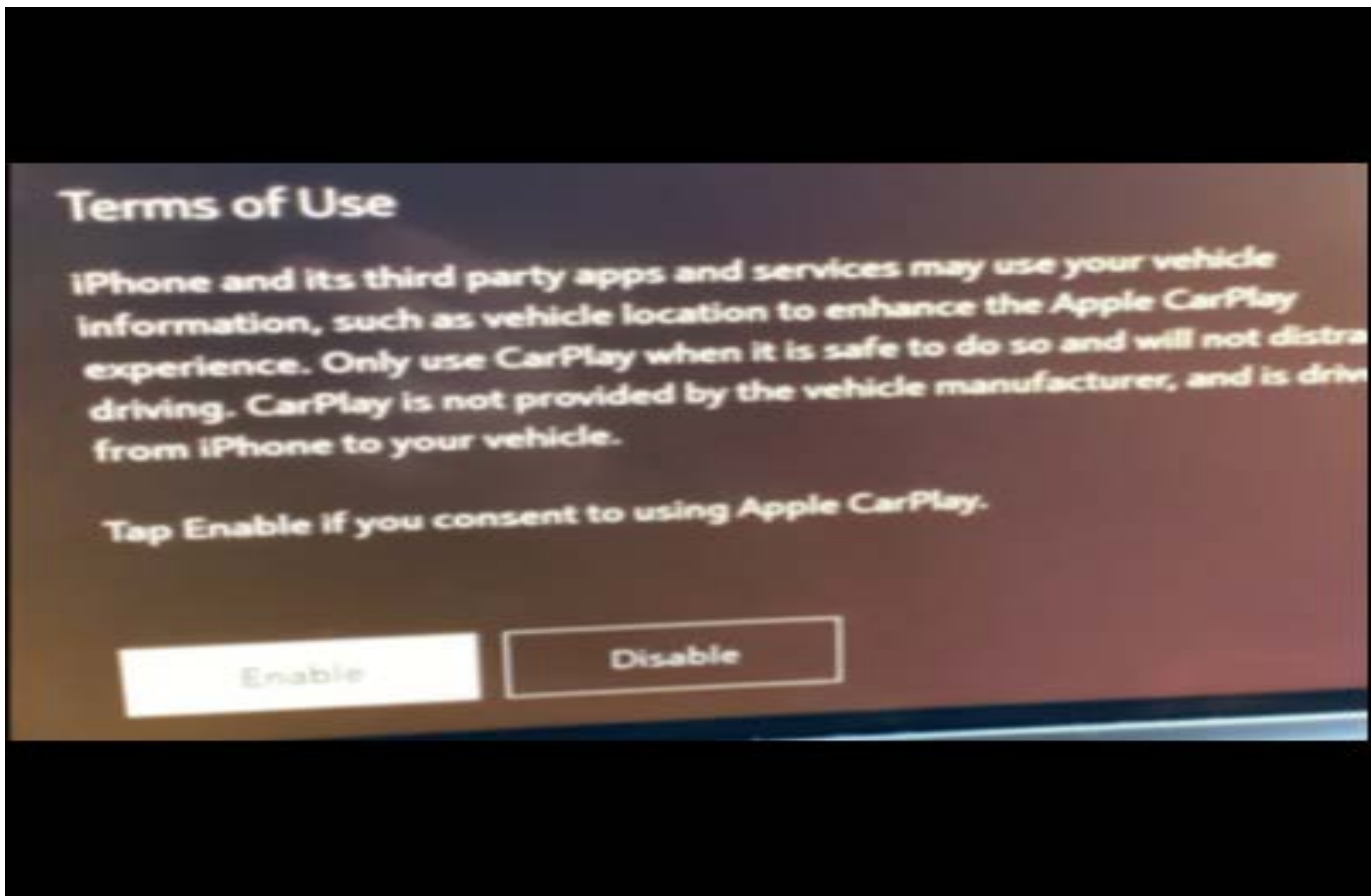 Terms of Use
iPhone and its third party apps and services may use your vehicle
information, such as vehicle location to enhance the Apple CarPlay
experience. Only use CarPlay when it is safe to do so and will not distra
driving. CarPlay is not provided by the vehicle manufacturer, and is driv
from iPhone to your vehicle.
Tap Enable if you consent to using Apple CarPlay.
Enable
Disable